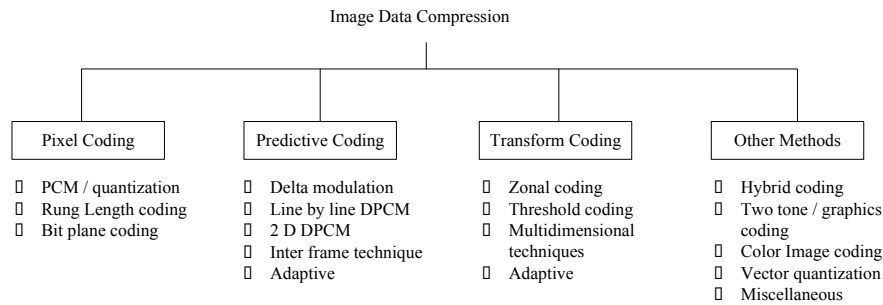 Image Data Compression
Pixel Coding
PCM / quantization
Rung Length coding
Bit plane coding
Predictive Coding
Delta modulation
Line by line DPCM
2 D DPCM
Inter frame technique
Adaptive
Transform Coding
Zonal coding
Threshold coding
Multidimensional
techniques
Adaptive
Other Methods
Hybrid coding
Two tone / graphics
coding
Color Image coding
Vector quantization
Miscellaneous